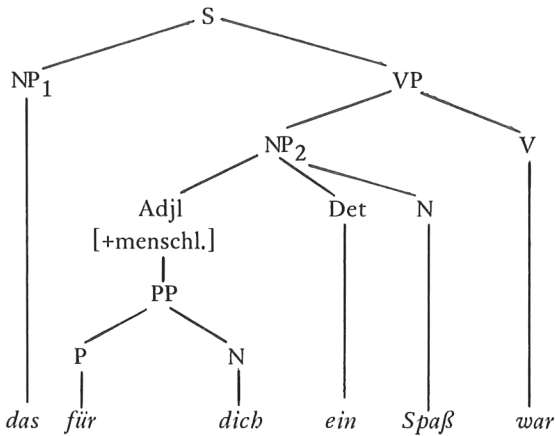 S
NP1 VP
NP2 V
Adjl Det N
[+menschl.]
PP
P N
das für dich ein Spaß war